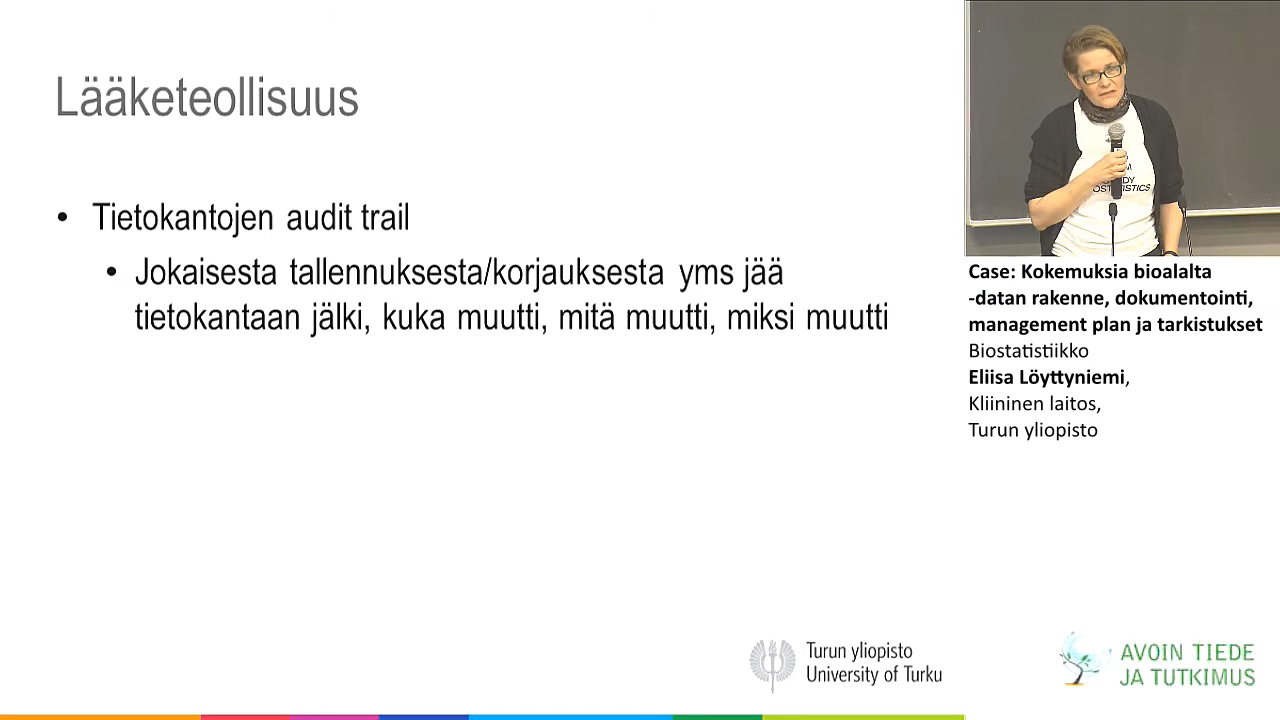 Lääketeollisuus
• Tietokantojen audit trail
• Jokaisesta tallennuksesta/korjauksesta yms jää
tietokantaan jälki, kuka muutti, mitä muutti, miksi muutti
Case: Kokemuksia bioalalta
-datan rakenne, dokumentointi,
management plan ja tarkistukset
Biostatistiikko
Eliisa Löyttyniemi,
Kliininen laitos,
Turun yliopisto
Turun yliopisto
University of Turku
AVOIN TIEDE
JA TUTKIMUS